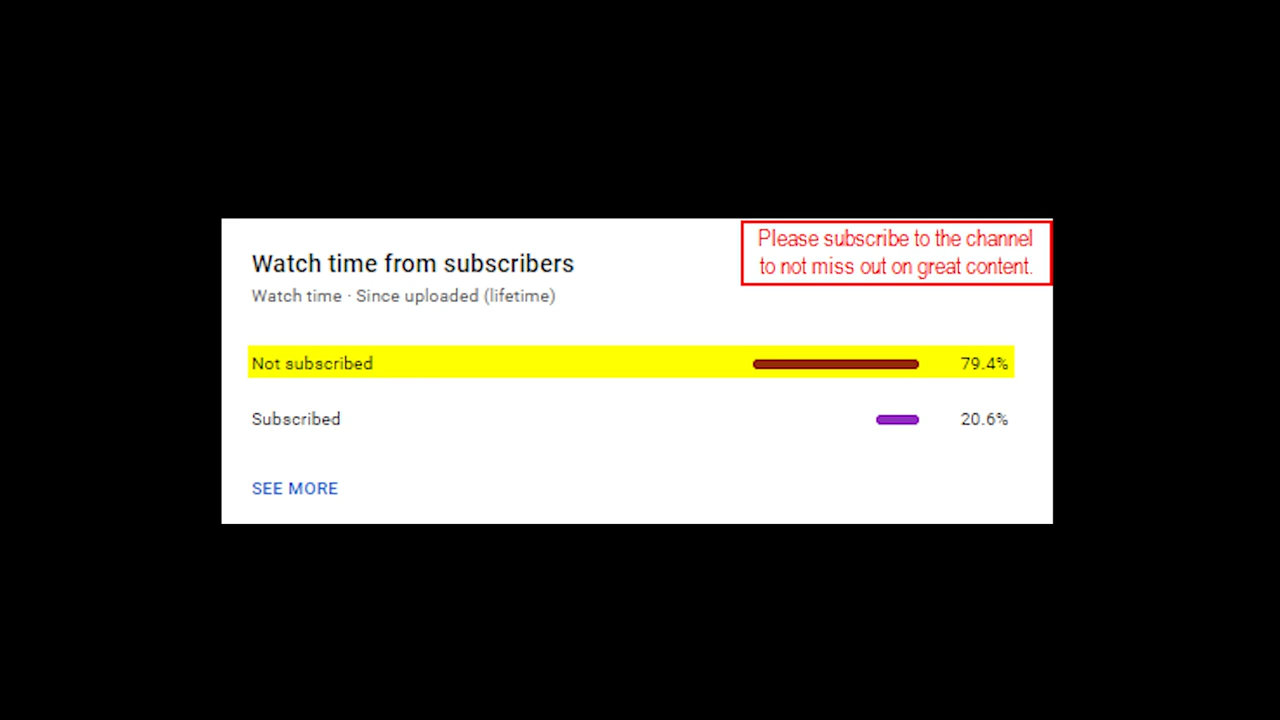 Please subscribe to the channel
to not miss out on great content.
Watch time from subscribers
Watch time · Since uploaded (lifetime)
Not subscribed 79.4%
Subscribed 20.6%
SEE MORE